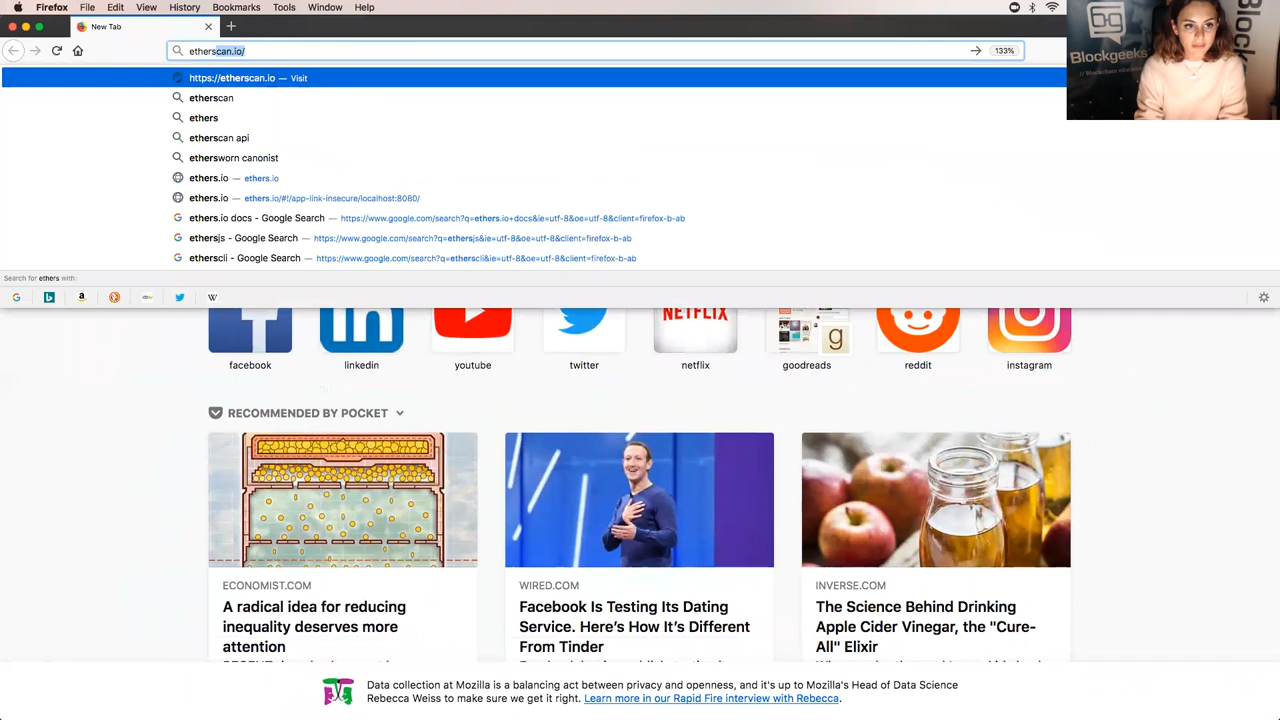 Firefox File Edit View History Bookmarks Tools Window Help
New Tab
etherscan.io/ 133%
https://etherscan.io — Visit
etherscan
ethers
etherscan api
ethersworn canonist
ethers.io — ethers.io
ethers.io — ethers.io/#!/app-link-insecure/localhost:8080/
ethers.io docs - Google Search — https://www.google.com/search?q=ethers.io+docs&ie=utf-8&oe=utf-8&client=firefox-b-ab
ethersjs - Google Search — https://www.google.com/search?q=ethersjs&ie=utf-8&oe=utf-8&client=firefox-b-ab
etherscli - Google Search — https://www.google.com/search?q=etherscli&ie=utf-8&oe=utf-8&client=firefox-b-ab
Search for ethers with:
Blockgeeks
Block
NETFLIX
facebook linkedin youtube twitter netflix goodreads reddit instagram
RECOMMENDED BY POCKET
ECONOMIST.COM
A radical idea for reducing
inequality deserves more
attention
WIRED.COM
Facebook Is Testing Its Dating
Service. Here’s How It’s Different
From Tinder
INVERSE.COM
The Science Behind Drinking
Apple Cider Vinegar, the "Cure-
All" Elixir
Data collection at Mozilla is a balancing act between privacy and openness, and it's up to Mozilla's Head of Data Science
Rebecca Weiss to make sure we get it right. Learn more in our Rapid Fire interview with Rebecca.